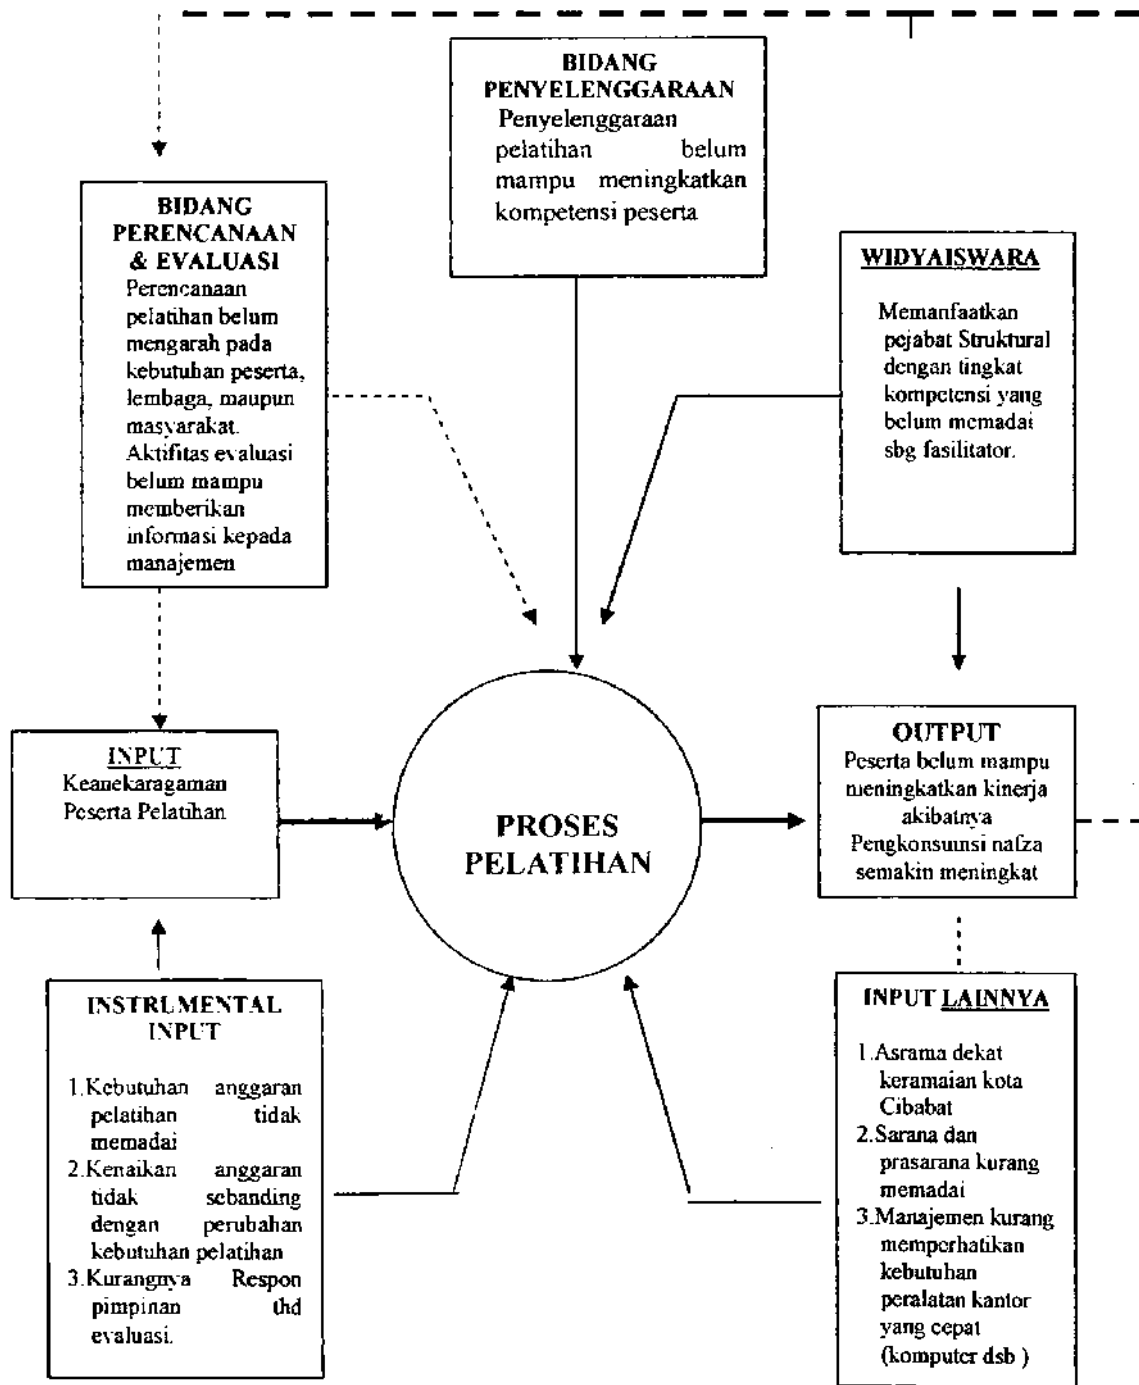 BIDANG
PENYELENGGARAAN
Penyelenggaraan
pelatihan belum
mampu meningkatkan
kompetensi peserta
BIDANG
PERENCANAAN
& EVALUASI
Perencanaan
pelatihan belum
mengarah pada
kebutuhan peserta,
lembaga, maupun
masyarakat.
Aktifitas evaluasi
belum mampu
memberikan
informasi kepada
manajemen
WIDYAISWARA
Memanfaatkan
pejabat Struktural
dengan tingkat
kompetensi yang
belum memadai
sbg fasilitator.
INPUT
Keanekaragaman
Peserta Pelatihan
PROSES
PELATIHAN
OUTPUT
Peserta belum mampu
meningkatkan kinerja
akibatnya
Pengkonsumsi nafza
semakin meningkat
INSTRUMENTAL
INPUT
1.Kebutuhan anggaran
pelatihan tidak
memadai
2.Kenaikan anggaran
tidak sebanding
dengan perubahan
kebutuhan pelatihan
3.Kurangnya Respon
pimpinan thd
evaluasi.
INPUT LAINNYA
1.Asrama dekat
keramaian kota
Cibabat
2.Sarana dan
prasarana kurang
memadai
3.Manajemen kurang
memperhatikan
kebutuhan
peralatan kantor
yang cepat
(komputer dsb )